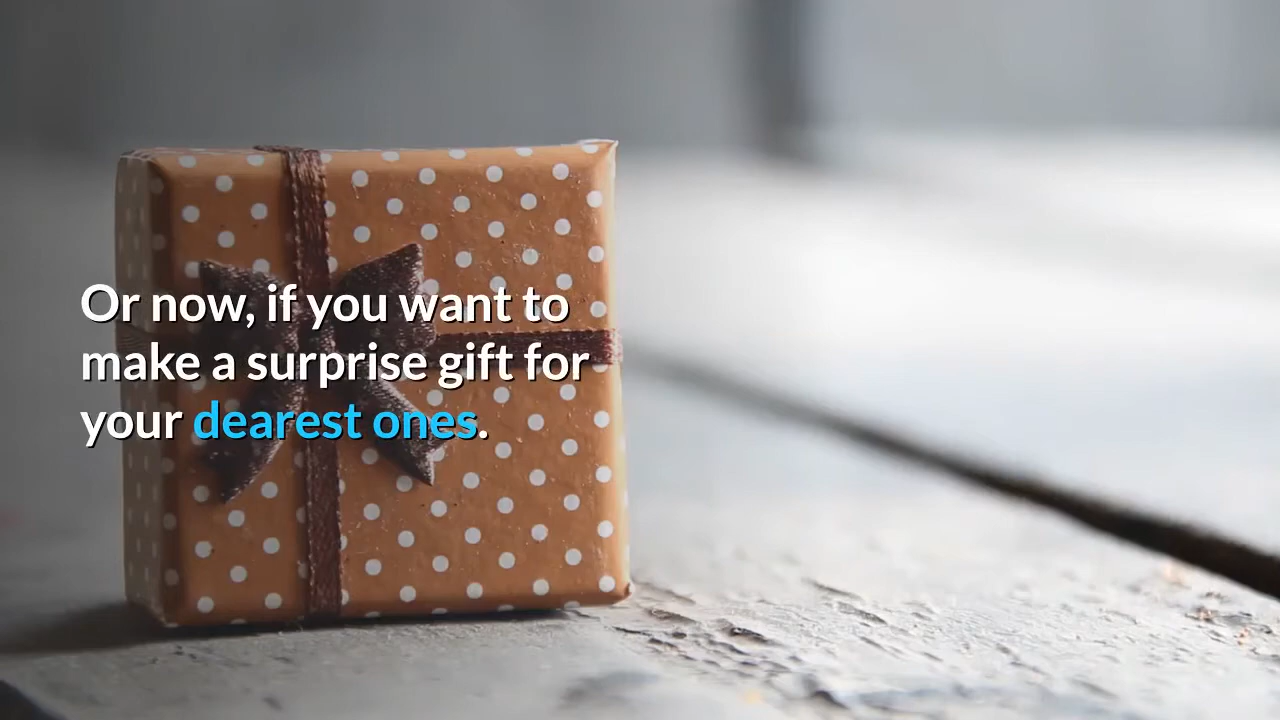 Or now, if you want to
make a surprise gift for
your dearest ones.